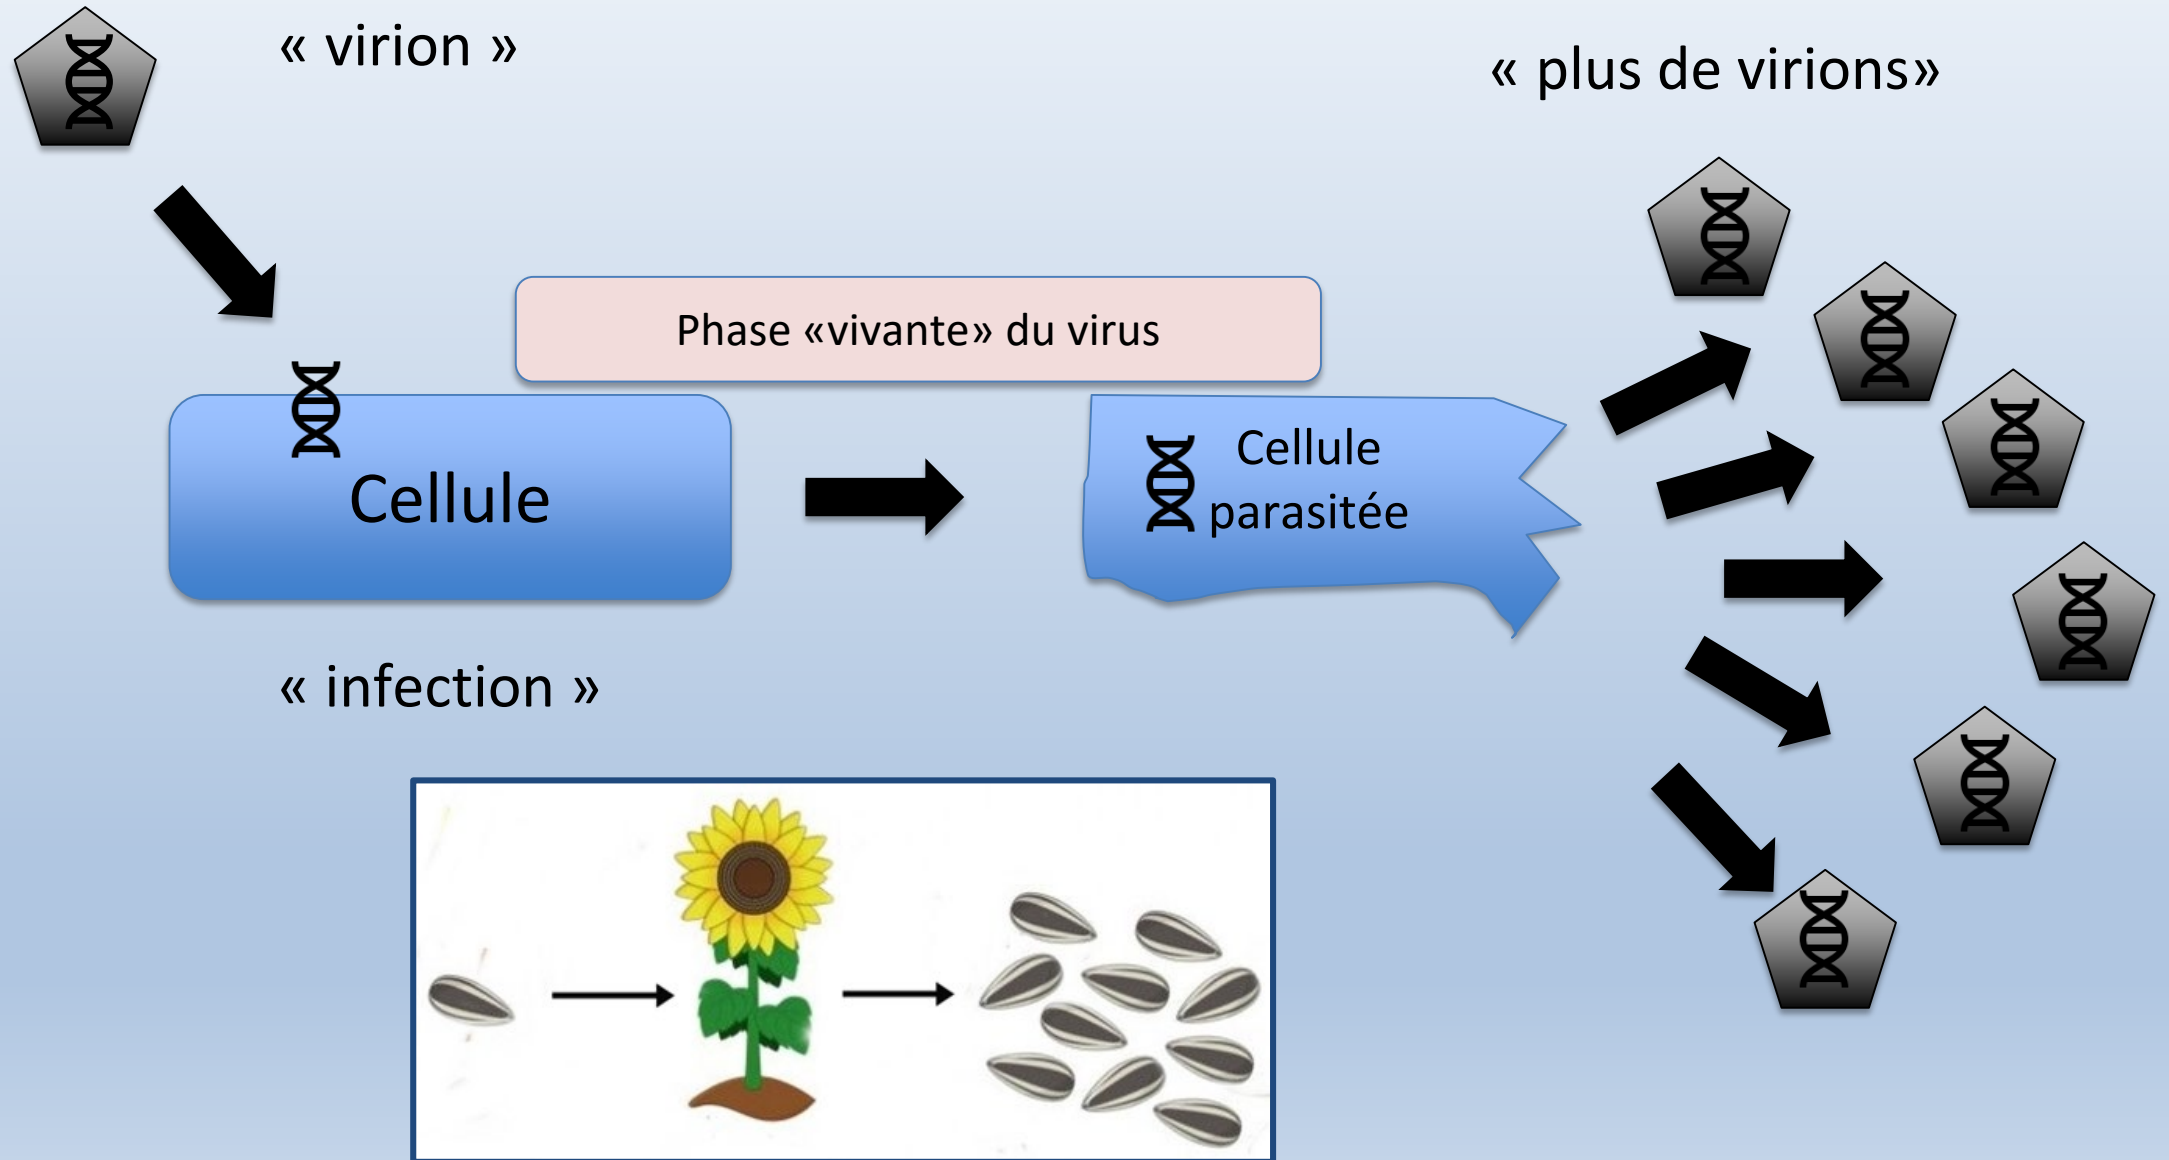 « virion »
« plus de virions»
Phase «vivante» du virus
Cellule
Cellule
parasitée
« infection »